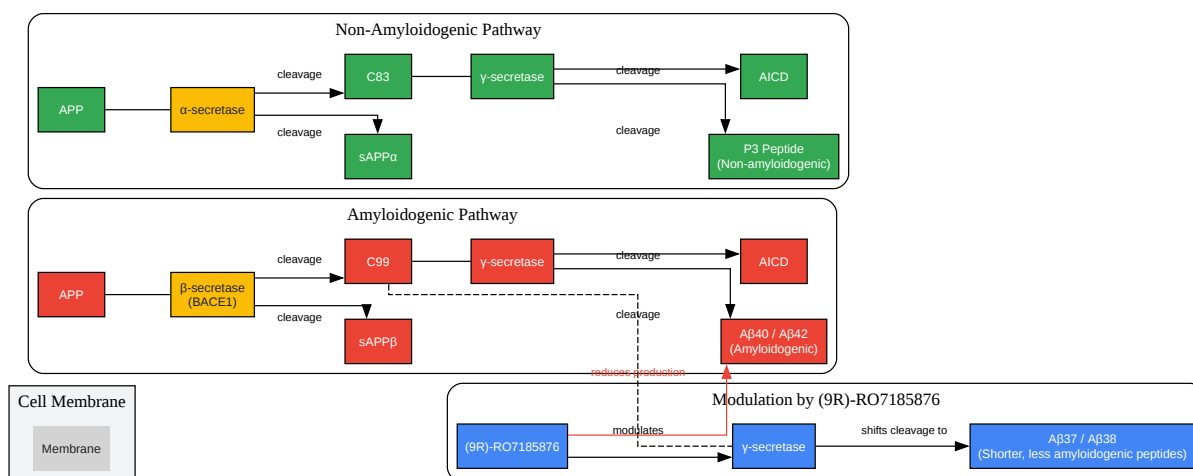 Non-Amyloidogenic Pathway
APP
α-secretase
cleavage
cleavage
C83
sAPPα
γ-secretase
cleavage
cleavage
AICD
P3 Peptide
(Non-amyloidogenic)
Amyloidogenic Pathway
APP
β-secretase
(BACE1)
cleavage
cleavage
C99
sAPPβ
γ-secretase
cleavage
cleavage
AICD
Aβ40 / Aβ42
(Amyloidogenic)
reduces production
Cell Membrane
Membrane
Modulation by (9R)-RO7185876
(9R)-RO7185876
modulates
γ-secretase
shifts cleavage to
Aβ37 / Aβ38
(Shorter, less amyloidogenic peptides)